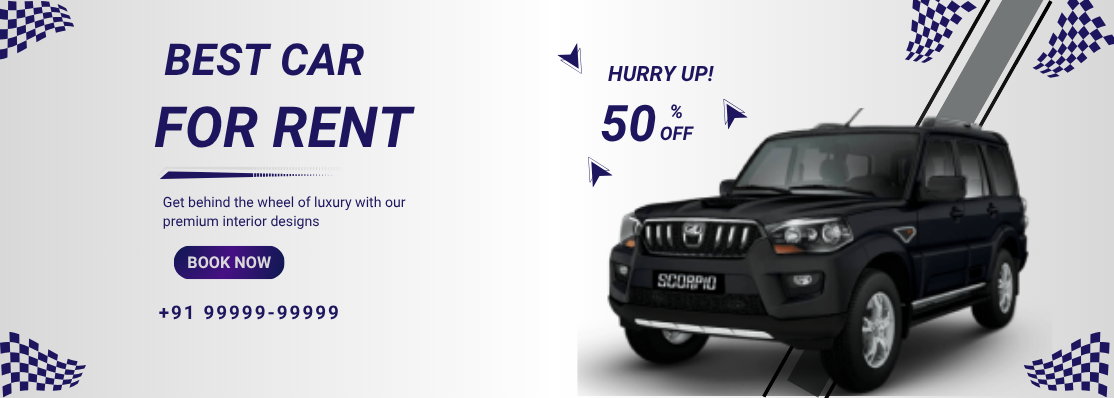 BEST CAR
FOR RENT
Get behind the wheel of luxury with our
premium interior designs
BOOK NOW
+91 99999-99999
HURRY UP!
50 % OFF
SCORPIO